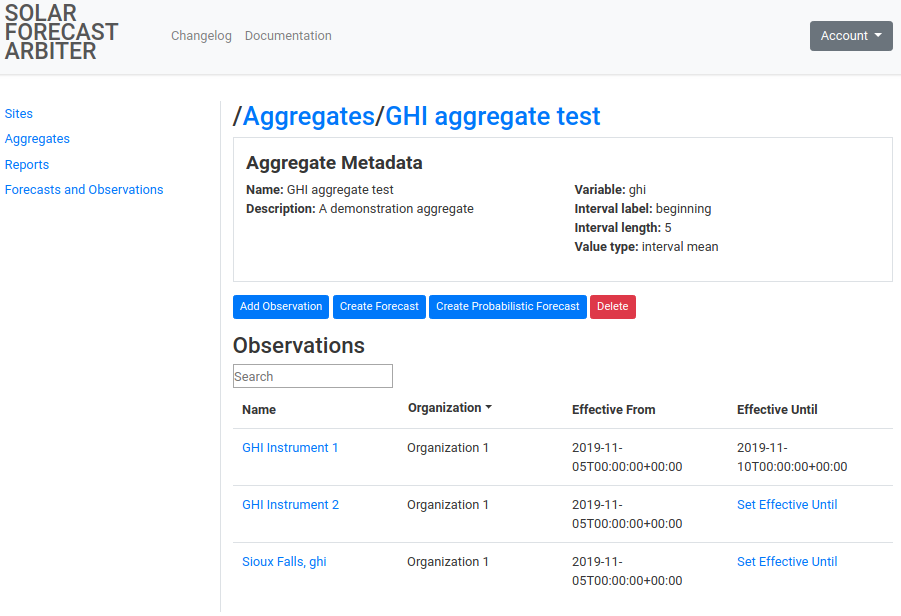 SOLAR
FORECAST
ARBITER
Changelog Documentation
Account
Sites
Aggregates
Reports
Forecasts and Observations
/Aggregates/GHI aggregate test
Aggregate Metadata
Name: GHI aggregate test
Description: A demonstration aggregate
Variable: ghi
Interval label: beginning
Interval length: 5
Value type: interval mean
Add Observation Create Forecast Create Probabilistic Forecast Delete
Observations
Search
Name Organization Effective From Effective Until
GHI Instrument 1 Organization 1 2019-11- 2019-11-
05T00:00:00+00:00 10T00:00:00+00:00
GHI Instrument 2 Organization 1 2019-11- Set Effective Until
05T00:00:00+00:00
Sioux Falls, ghi Organization 1 2019-11- Set Effective Until
05T00:00:00+00:00